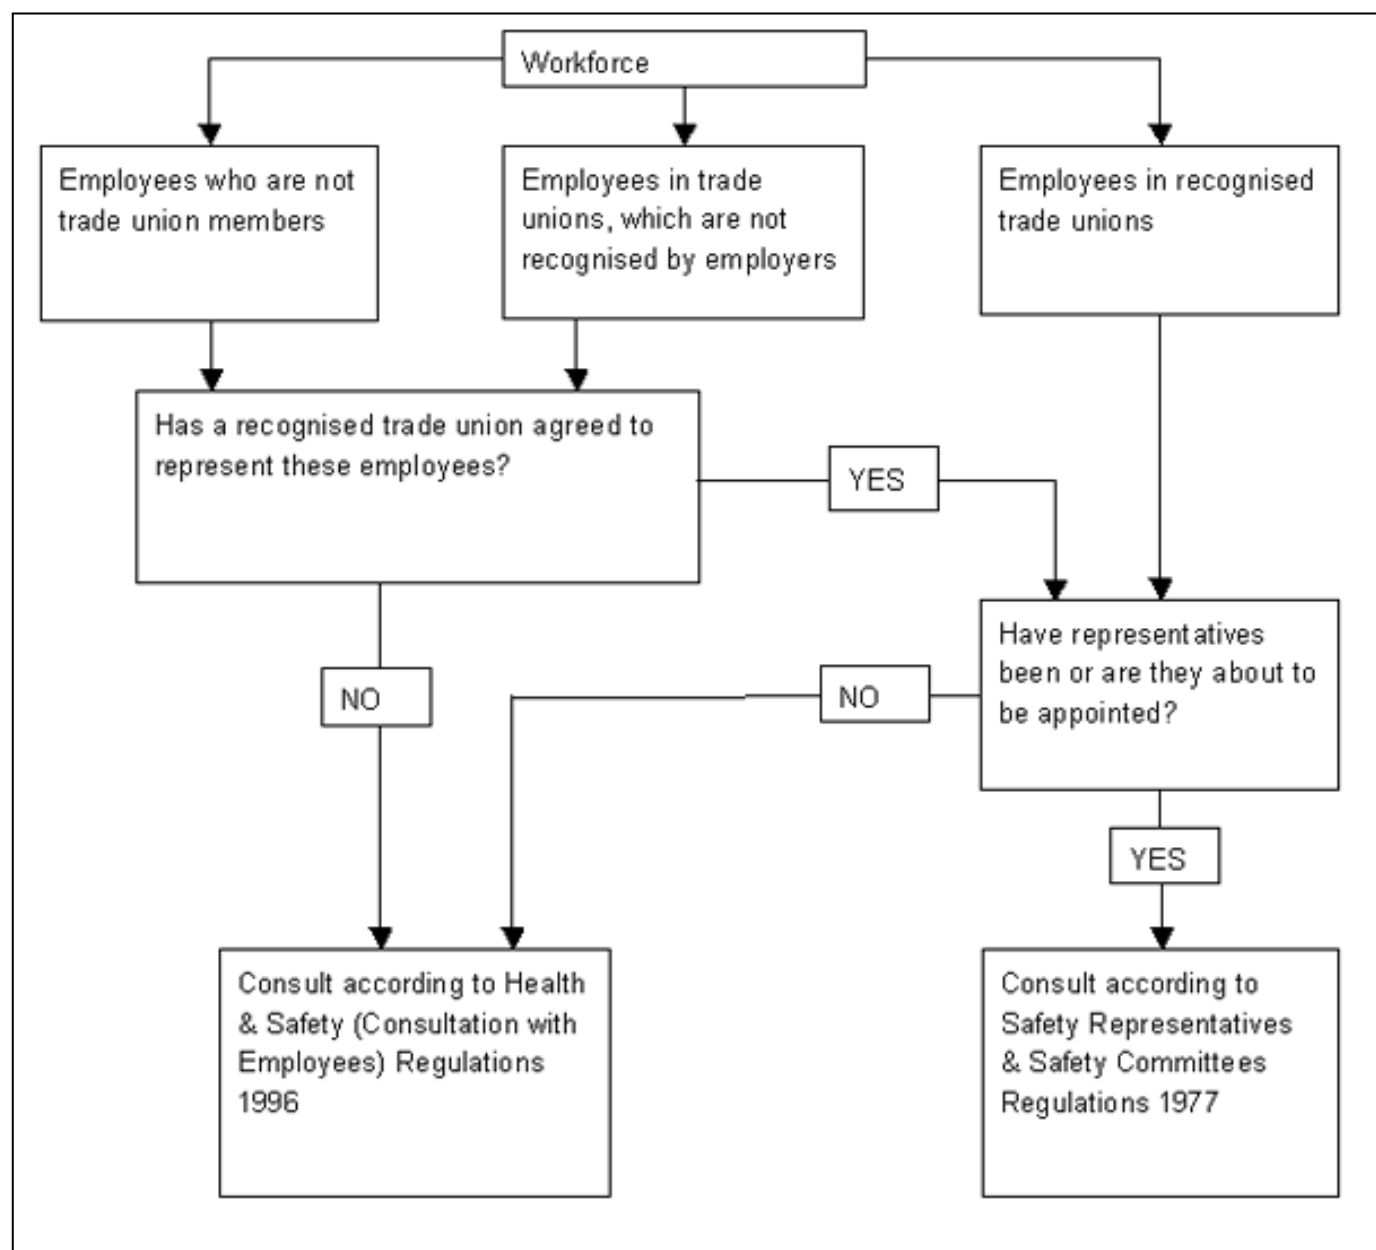 Workforce
Employees who are not
trade union members
Employees in trade
unions, which are not
recognised by employers
Employees in recognised
trade unions
Has a recognised trade union agreed to
represent these employees?
YES
Have representatives
been or are they about to
be appointed?
NO
NO
YES
Consult according to Health
& Safety (Consultation with
Employees) Regulations
1996
Consult according to
Safety Representatives
& Safety Committees
Regulations 1977